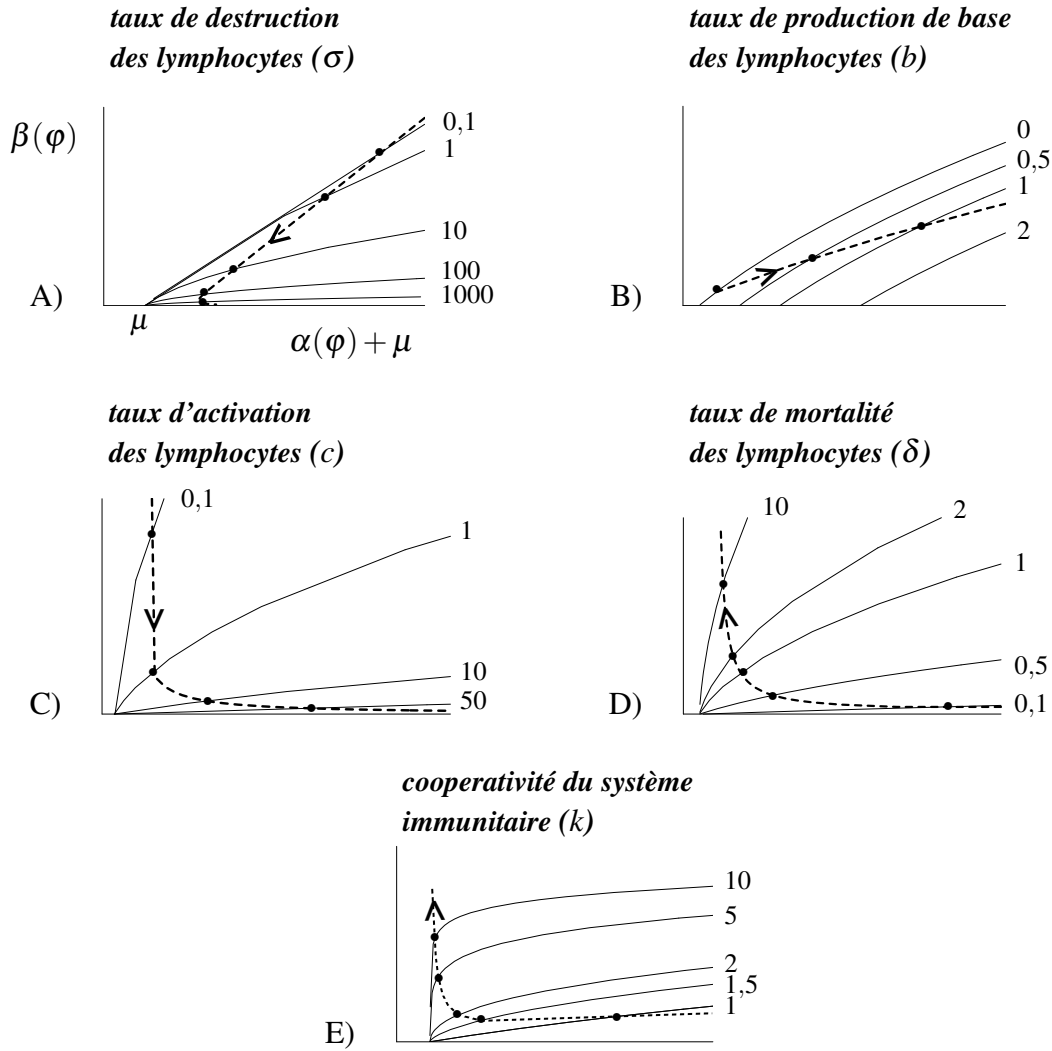 taux de destruction
des lymphocytes (σ)
β(φ)
0,1
1
10
100
1000
A)
μ
α(φ) + μ
taux de production de base
des lymphocytes (b)
0
0,5
1
2
B)
taux d'activation
des lymphocytes (c)
0,1
1
10
50
C)
taux de mortalité
des lymphocytes (δ)
10
2
1
0,5
0,1
D)
cooperativité du système
immunitaire (k)
10
5
2
1,5
1
E)